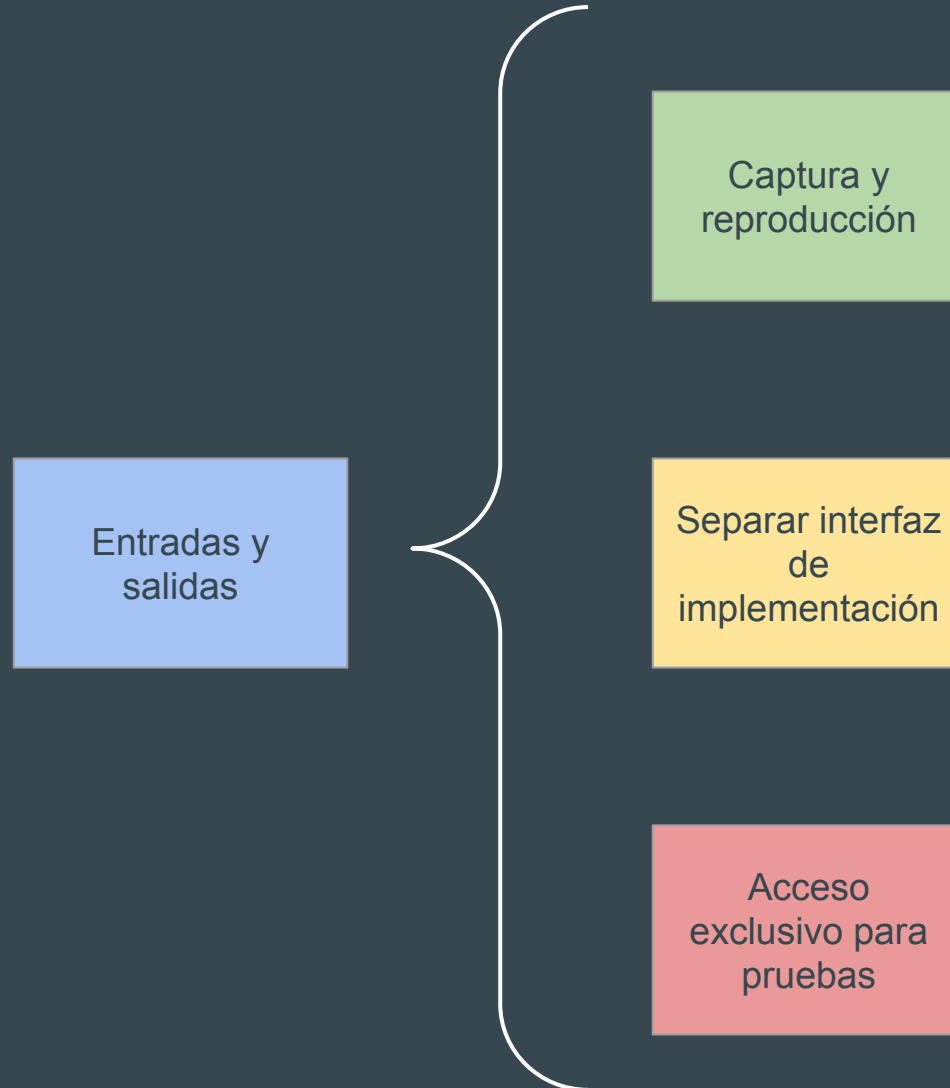 Captura y
reproducción
Entradas y
salidas
Separar interfaz
de
implementación
Acceso
exclusivo para
pruebas